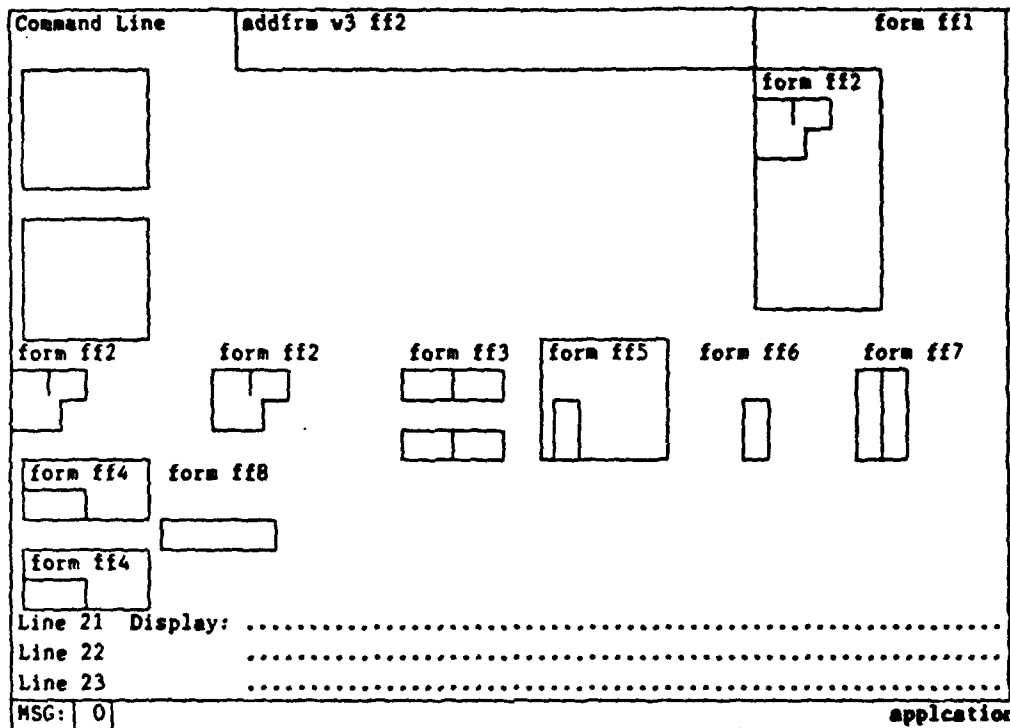 Command Line addfrm w3 ff2 form ff1
form ff2
form ff2 form ff2 form ff3 form ff5 form ff6 form ff7
form ff4 form ff8
form ff4
Line 21 Display: ............................................................
Line 22 ............................................................
Line 23 ............................................................
MSG: 0 applcation